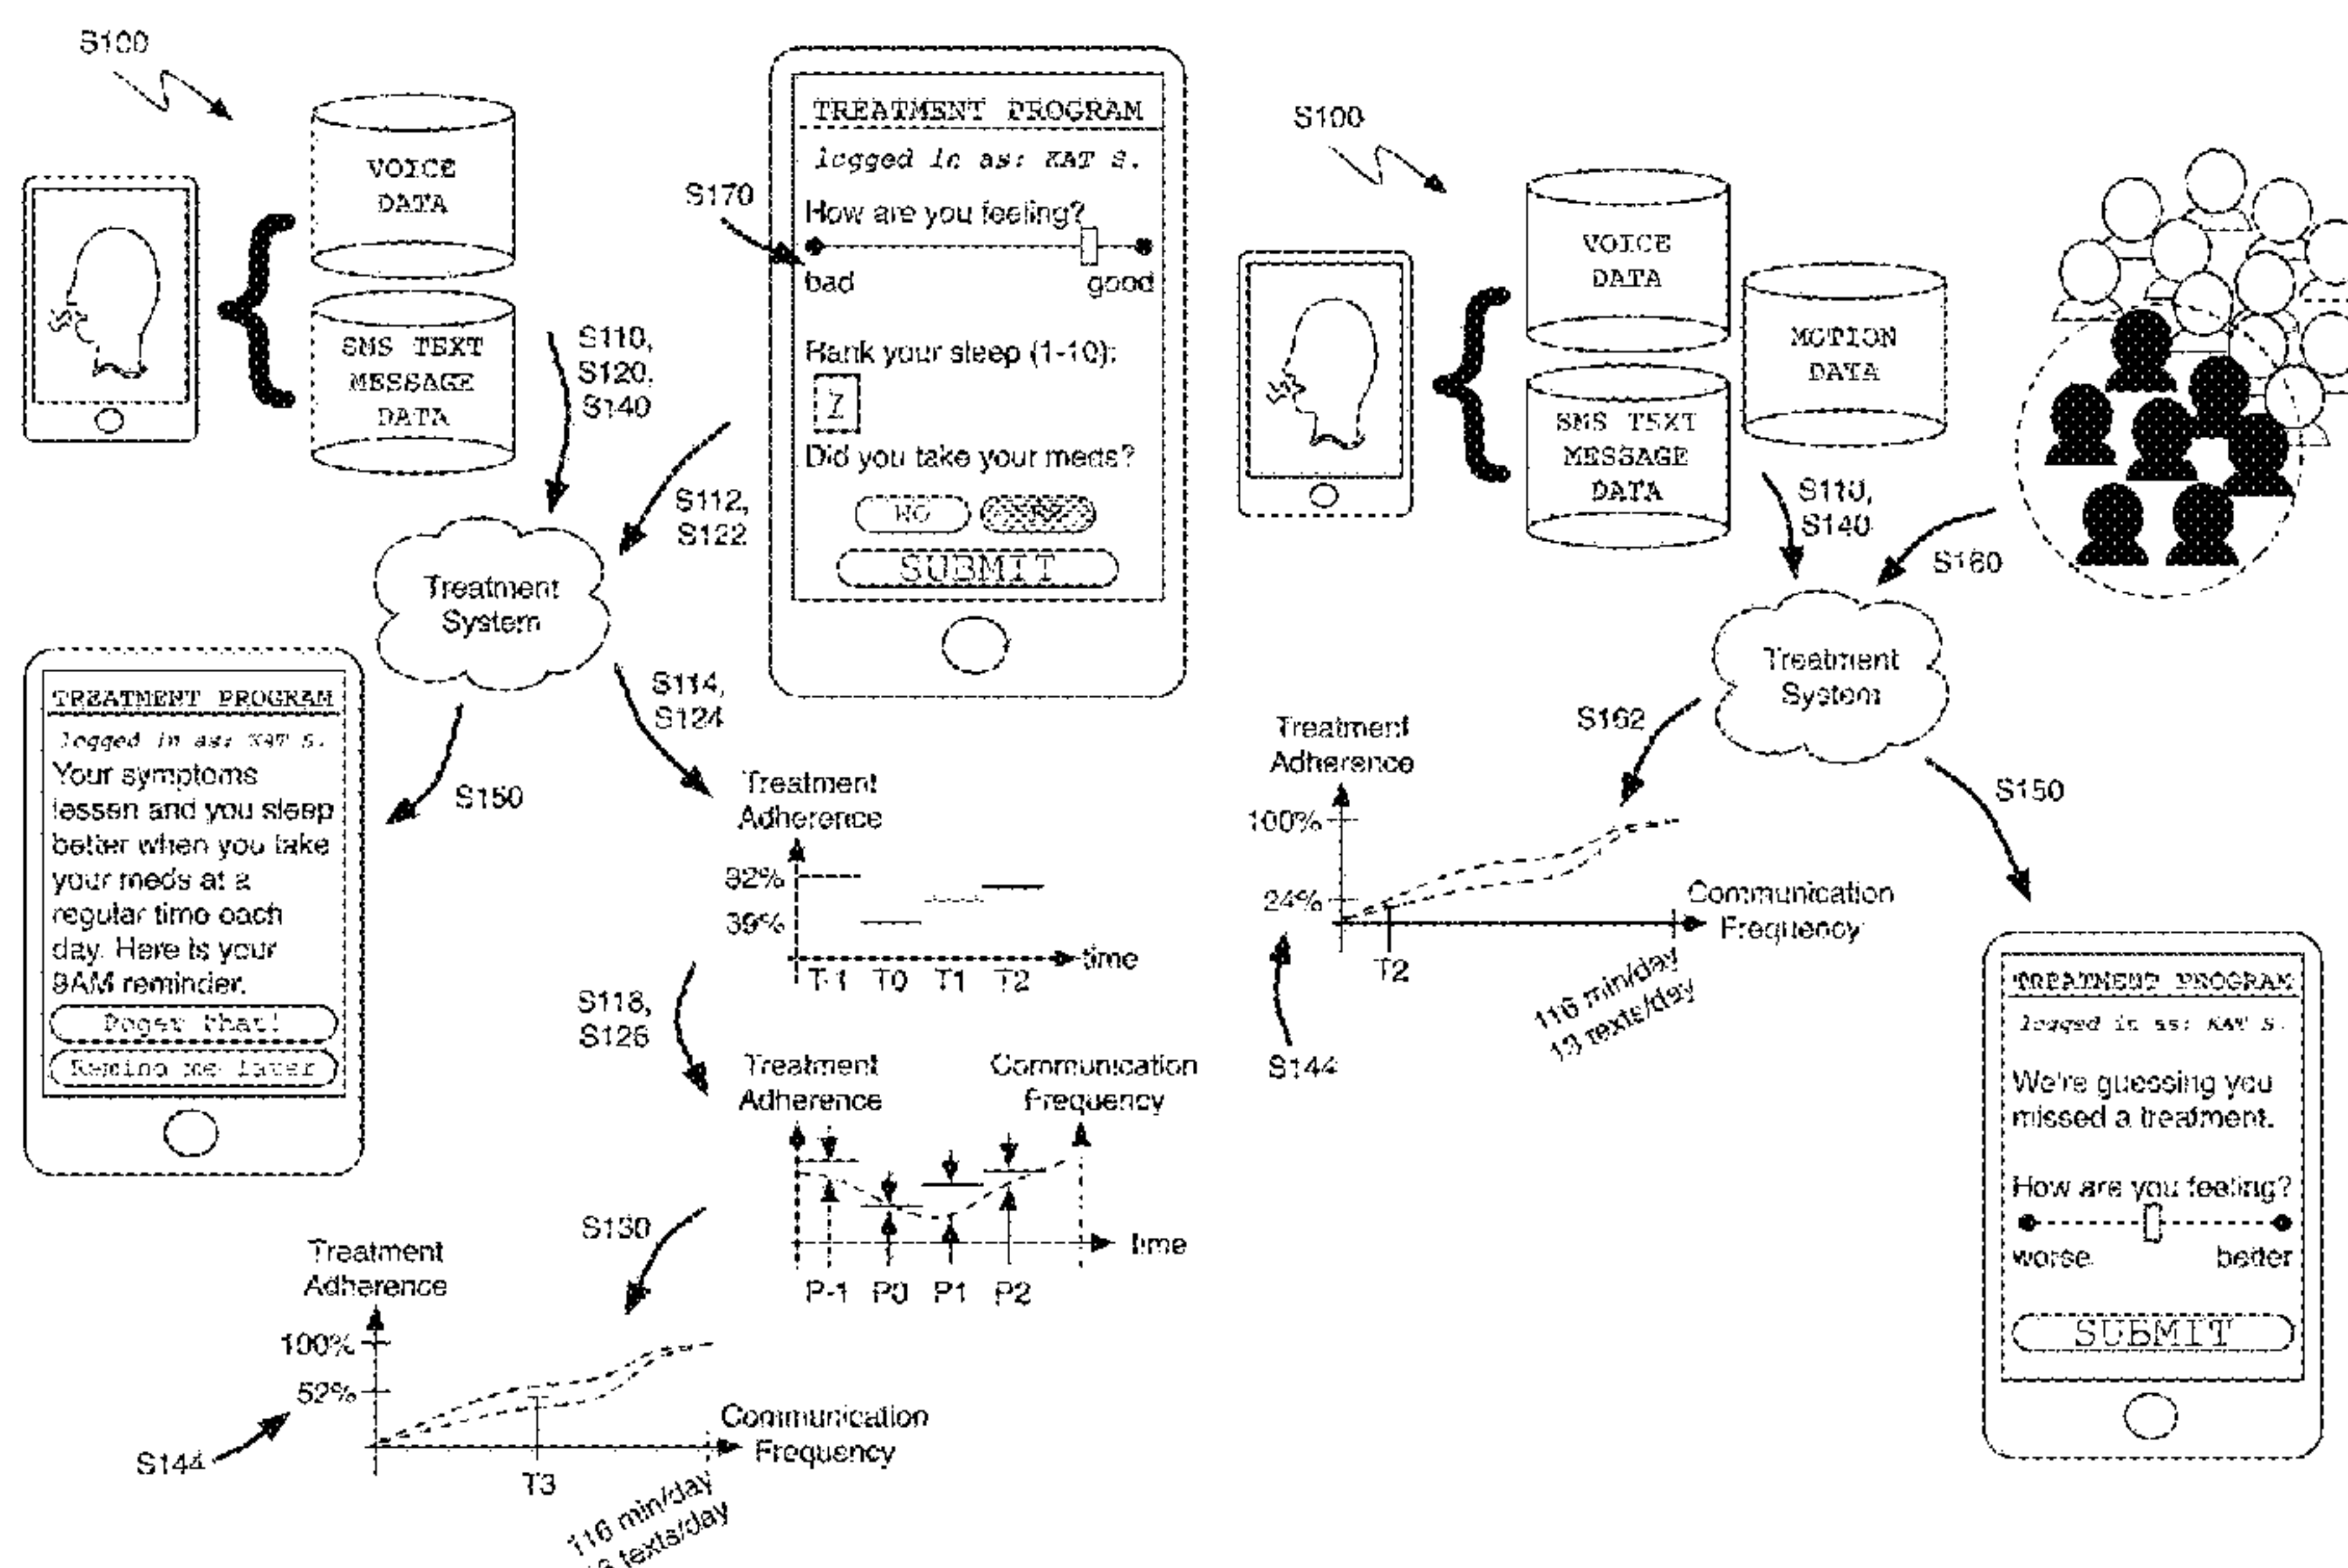 S100
VOICE
DATA
SMS TEXT
MESSAGE
DATA
S110,
S120,
S140
S170
TREATMENT PROGRAM
logged in as: KAT S.
How are you feeling?
bad
good
Rank your sleep (1-10):
7
Did you take your meds?
NO
SUBMIT
S112,
S122
Treatment
System
S114,
S124
S150
TREATMENT PROGRAM
logged in as: KAT S.
Your symptoms
lessen and you sleep
better when you take
your meds at a
regular time each
day. Here is your
9AM reminder.
Roger that!
Remind me later
Treatment
Adherence
39%
time
T-1 T0 T1 T2
S118,
S126
Treatment
Adherence
Communication
Frequency
time
P-1 P0 P1 P2
S130
Treatment
Adherence
100%
52%
Communication
Frequency
T3
S144
116 min/day
texts/day
S100
VOICE
DATA
SMS TEXT
MESSAGE
DATA
MOTION
DATA
S110,
S140
S160
Treatment
System
S162
Treatment
Adherence
100%
24%
Communication
Frequency
T2
116 min/day
S144
S150
TREATMENT PROGRAM
logged in as: KAT S.
We're guessing you
missed a treatment.
How are you feeling?
worse
better
SUBMIT